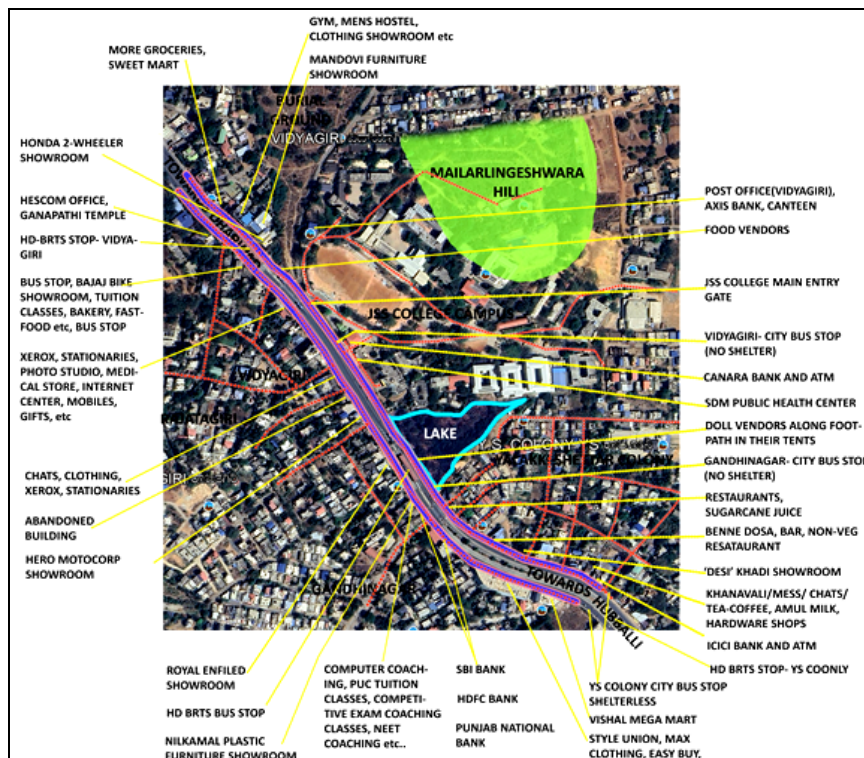 GYM, MENS HOSTEL,
CLOTHING SHOWROOM etc
MORE GROCERIES,
SWEET MART
MANDOVI FURNITURE
SHOWROOM
BURIAL
GROUND
VIDYAGIRI
HONDA 2-WHEELER
SHOWROOM
MAILARLINGESHWARA
HILL
HESCOM OFFICE,
GANAPATHI TEMPLE
HD-BRTS STOP- VIDYA-
GIRI
BUS STOP, BAJAJ BIKE
SHOWROOM, TUITION
CLASSES, BAKERY, FAST-
FOOD etc, BUS STOP
XEROX, STATIONARIES,
PHOTO STUDIO, MEDI-
CAL STORE, INTERNET
CENTER, MOBILES,
GIFTS, etc
CHATS, CLOTHING,
XEROX, STATIONARIES
ABANDONED
BUILDING
HERO MOTOCORP
SHOWROOM
JSS COLLEGE CAMPUS
VIDYAGIRI
LAKE
Y.S. COLONY
GANDHINAGAR
TOWARDS HUBGALLI
POST OFFICE(VIDYAGIRI),
AXIS BANK, CANTEEN
FOOD VENDORS
JSS COLLEGE MAIN ENTRY
GATE
VIDYAGIRI- CITY BUS STOP
(NO SHELTER)
CANARA BANK AND ATM
SDM PUBLIC HEALTH CENTER
DOLL VENDORS ALONG FOOT-
PATH IN THEIR TENTS
GANDHINAGAR- CITY BUS STOP
(NO SHELTER)
RESTAURANTS,
SUGARCANE JUICE
BENNE DOSA, BAR, NON-VEG
RESATAURANT
'DESI' KHADI SHOWROOM
KHANAVALI/MESS/ CHATS/
TEA-COFFEE, AMUL MILK,
HARDWARE SHOPS
ICICI BANK AND ATM
HD BRTS STOP- YS COONLY
ROYAL ENFILED
SHOWROOM
HD BRTS BUS STOP
NILKAMAL PLASTIC
FURNITURE SHOWROOM
COMPUTER COACH-
ING, PUC TUITION
CLASSES, COMPETI-
TIVE EXAM COACHING
CLASSES, NEET
COACHING etc..
SBI BANK
HDFC BANK
PUNJAB NATIONAL
BANK
YS COLONY CITY BUS STOP
SHELTERLESS
VISHAL MEGA MART
STYLE UNION, MAX
CLOTHING, EASY BUY,